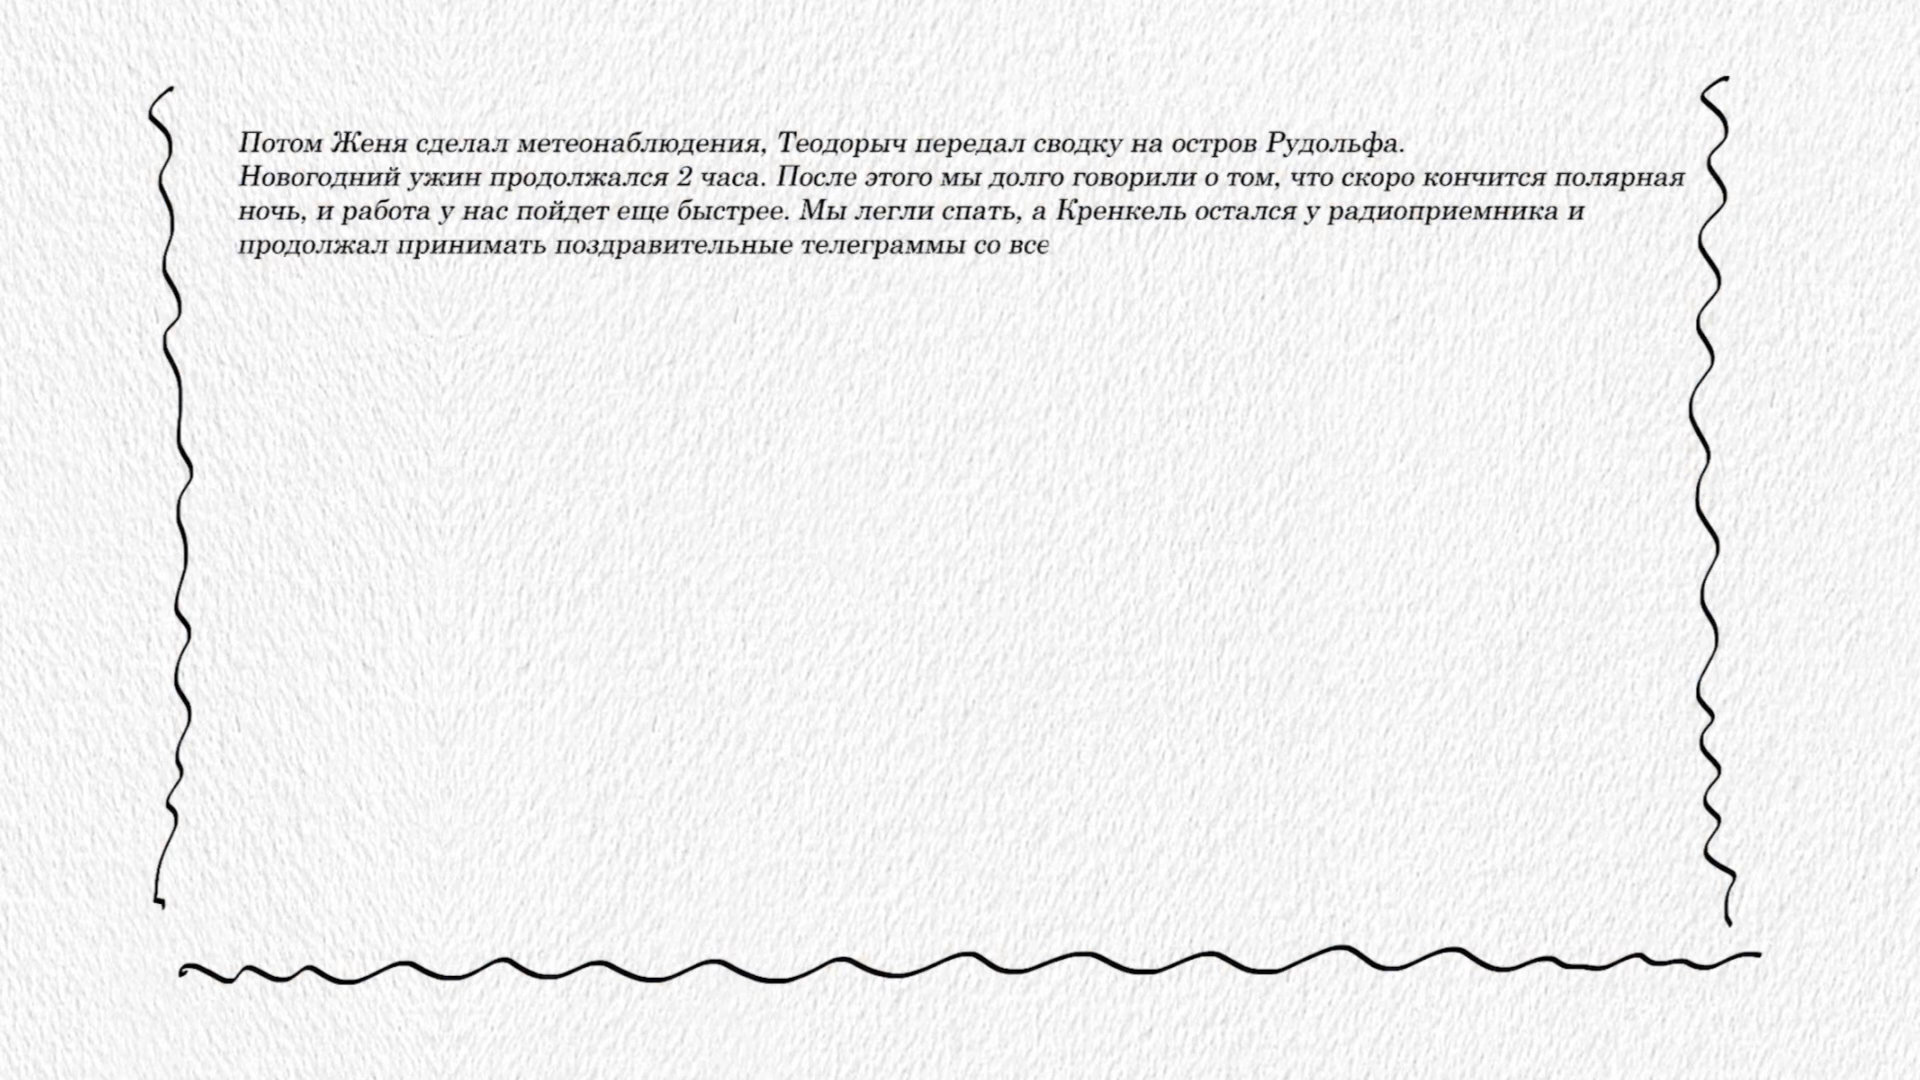 Потом Женя сделал метеонаблюдения, Теодорыч передал сводку на остров Рудольфа.
Новогодний ужин продолжался 2 часа. После этого мы долго говорили о том, что скоро кончится полярная
ночь, и работа у нас пойдет еще быстрее. Мы легли спать, а Кренкель остался у радиоприемника и
продолжал принимать поздравительные телеграммы со все